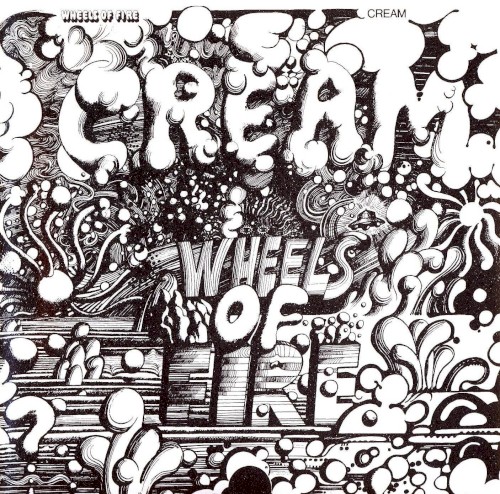 WHEELS OF FIRE
CREAM
CREAM
WHEELS
OF
FIRE
?